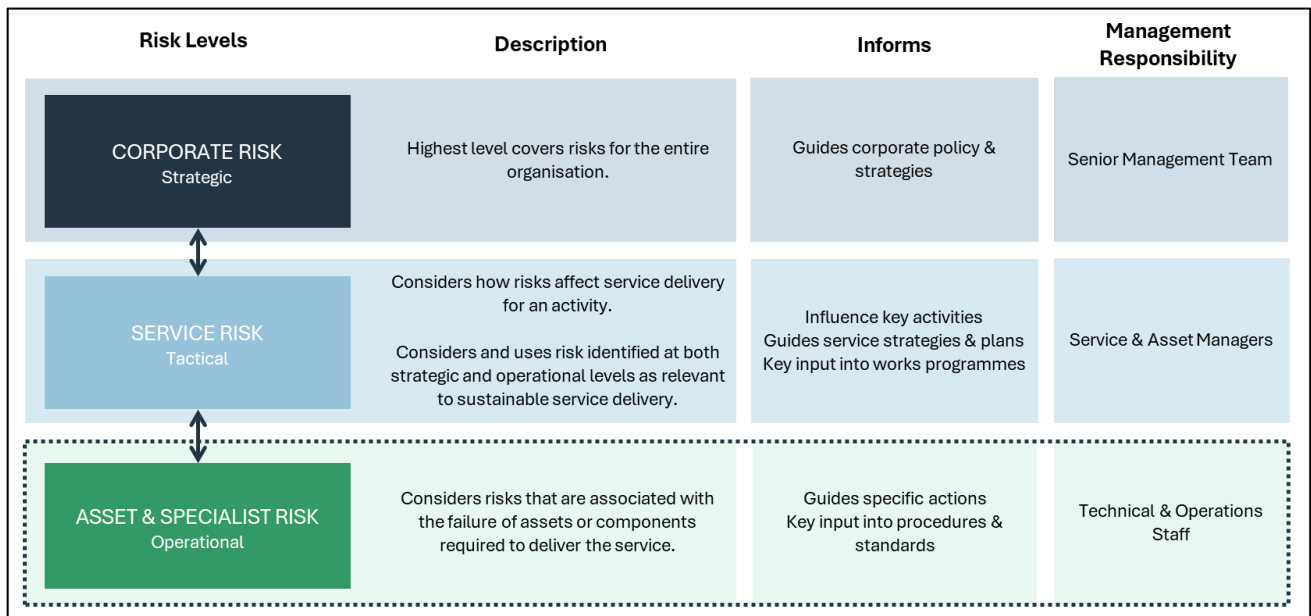 Risk Levels
Description
Informs
Management
Responsibility
CORPORATE RISK
Strategic
Highest level covers risks for the entire
organisation.
Guides corporate policy &
strategies
Senior Management Team
SERVICE RISK
Tactical
Considers how risks affect service delivery
for an activity.
Considers and uses risk identified at both
strategic and operational levels as relevant
to sustainable service delivery.
Influence key activities
Guides service strategies & plans
Key input into works programmes
Service & Asset Managers
ASSET & SPECIALIST RISK
Operational
Considers risks that are associated with
the failure of assets or components
required to deliver the service.
Guides specific actions
Key input into procedures &
standards
Technical & Operations
Staff